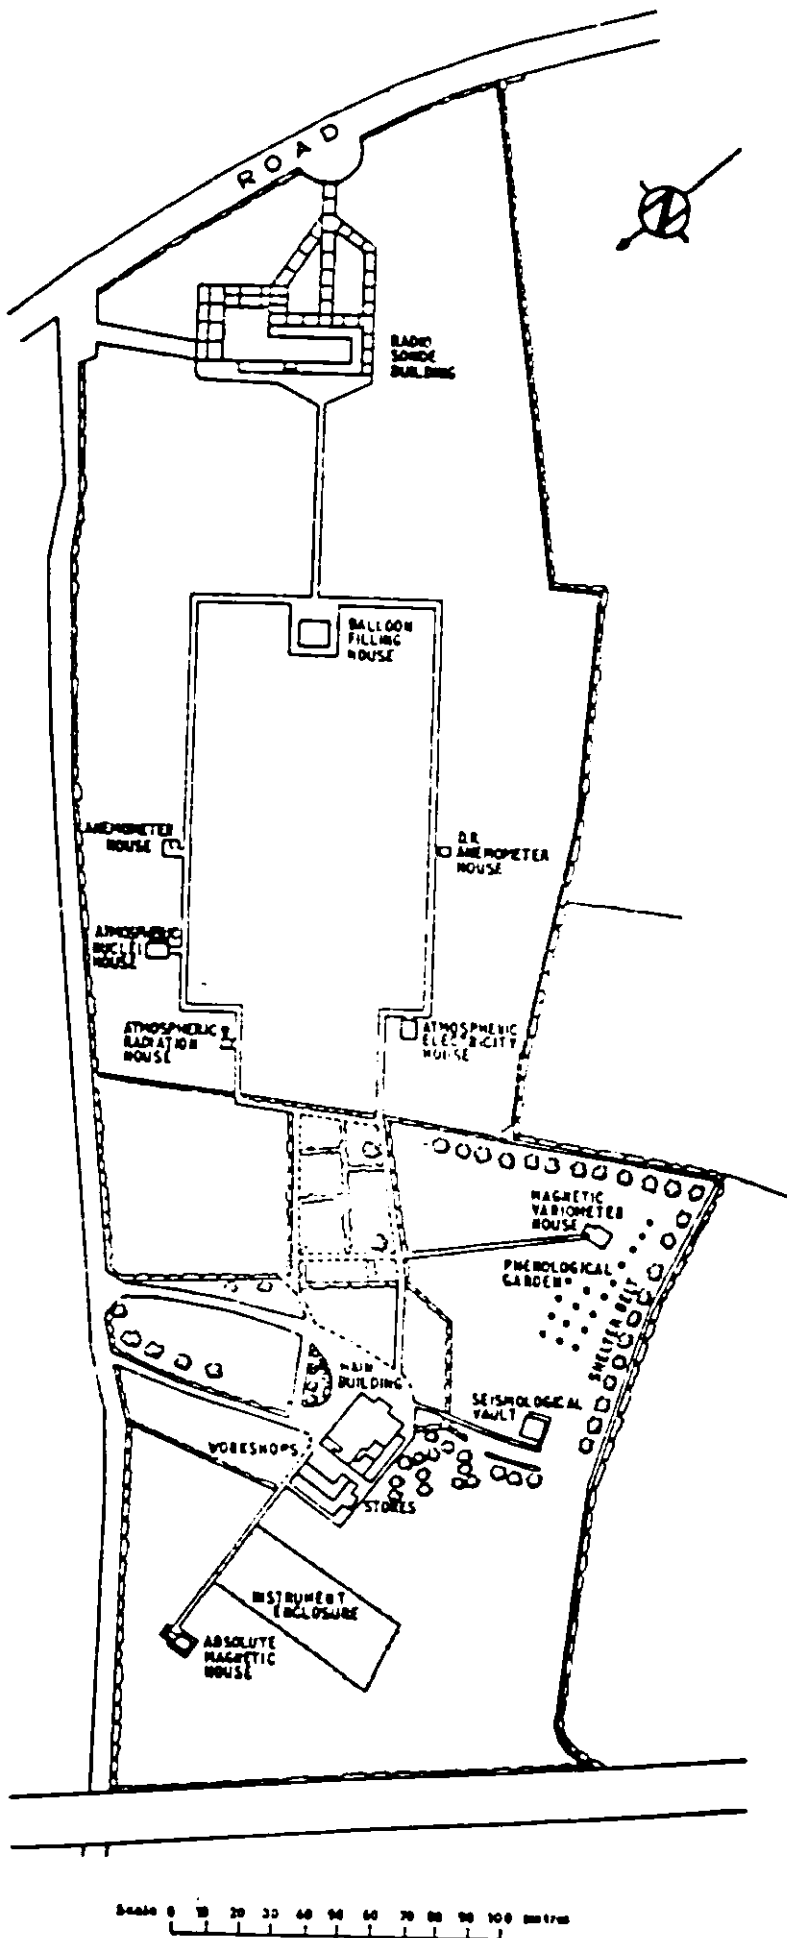 ROAD
N
RADIO
SONDE
BUILDING
BALLOON
FILLING
HOUSE
ANEMOMETER
HOUSE
ANEMOMETER
HOUSE
ATMOSPHERIC
NUCLEI
HOUSE
ATMOSPHERIC
RADIATION
HOUSE
ATMOSPHERIC
ELECTRICITY
HOUSE
MAGNETIC
VARIOMETER
HOUSE
PHENOLOGICAL
GARDEN
SHELTER BELT
MAIN
BUILDING
SEISMOLOGICAL
VAULT
WORKSHOPS
STORES
INSTRUMENT
ENCLOSURE
ABSOLUTE
MAGNETIC
HOUSE
Scale 0 10 20 30 40 50 60 70 80 90 100 metres